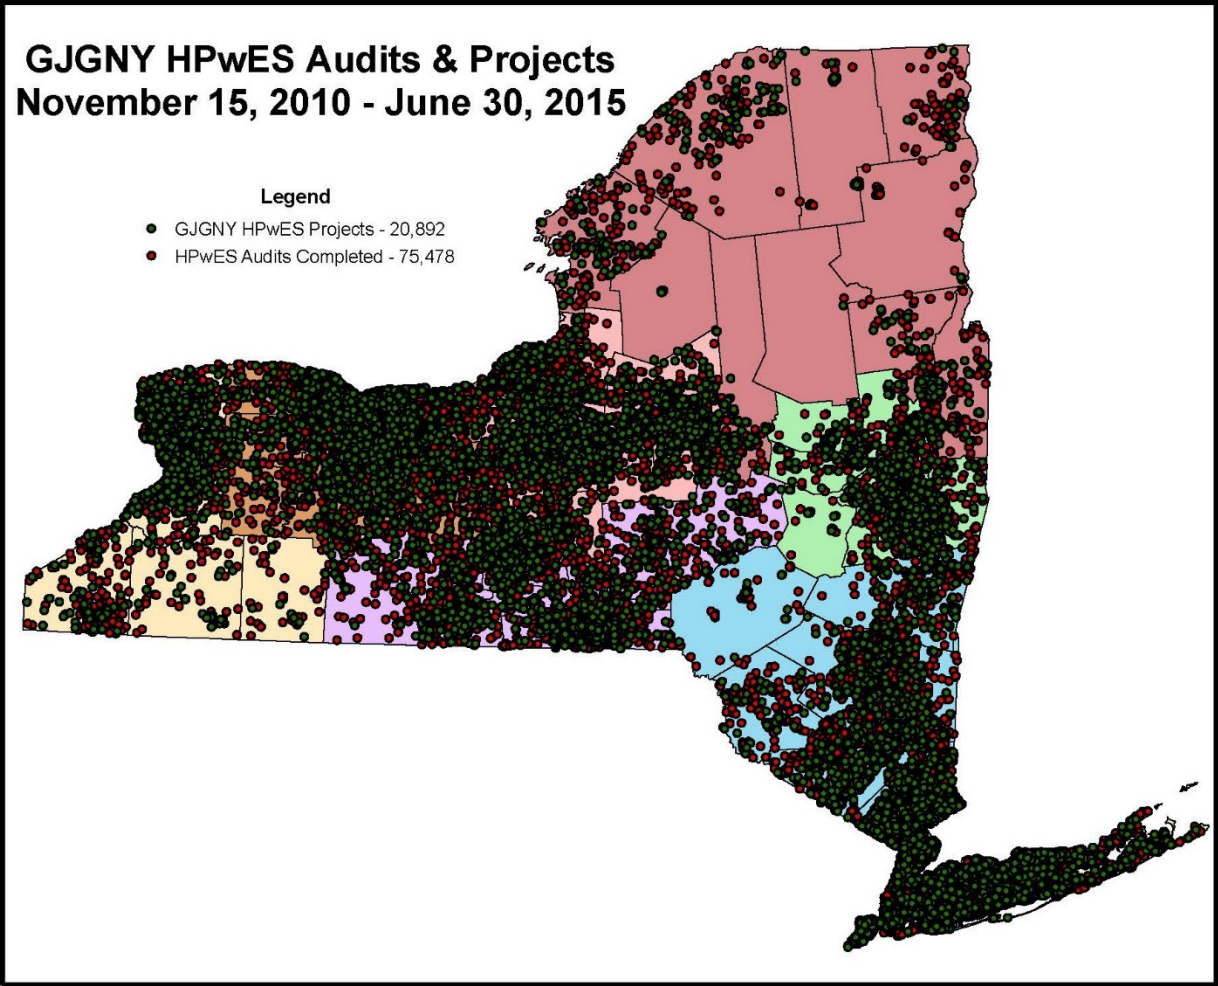 GJGNY HPwES Audits & Projects
November 15, 2010 - June 30, 2015
Legend
GJGNY HPwES Projects - 20,892
HPwES Audits Completed - 75,478